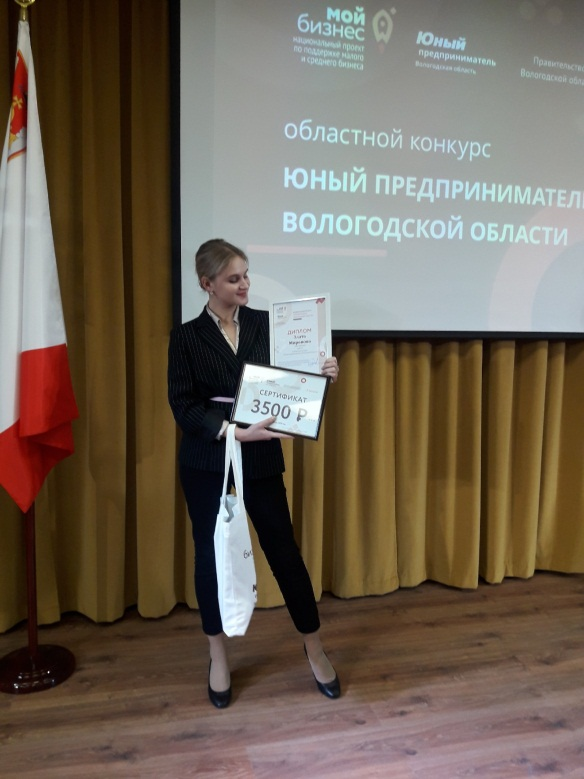 мой
бизнес
национальный проект
по поддержке малого
и среднего бизнеса
Юный
предприниматель
Вологодская область
Правительство
Вологодской обла
областной конкурс
ЮНЫЙ ПРЕДПРИНИМАТЕЛЬ
ВОЛОГОДСКОЙ ОБЛАСТИ
ДИПЛОМ
СЕРТИФИКАТ
3500 ₽